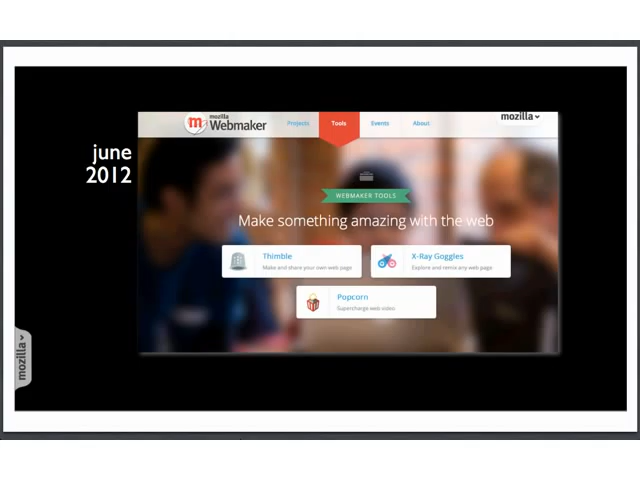 mozilla
Webmaker
Projects
Tools
Events
About
mozilla
june
2012
WEBMAKER TOOLS
Make something amazing with the web
Thimble
Make and share your own web page
X-Ray Goggles
Explore and remix any web page
Popcorn
Supercharge web video
mozilla